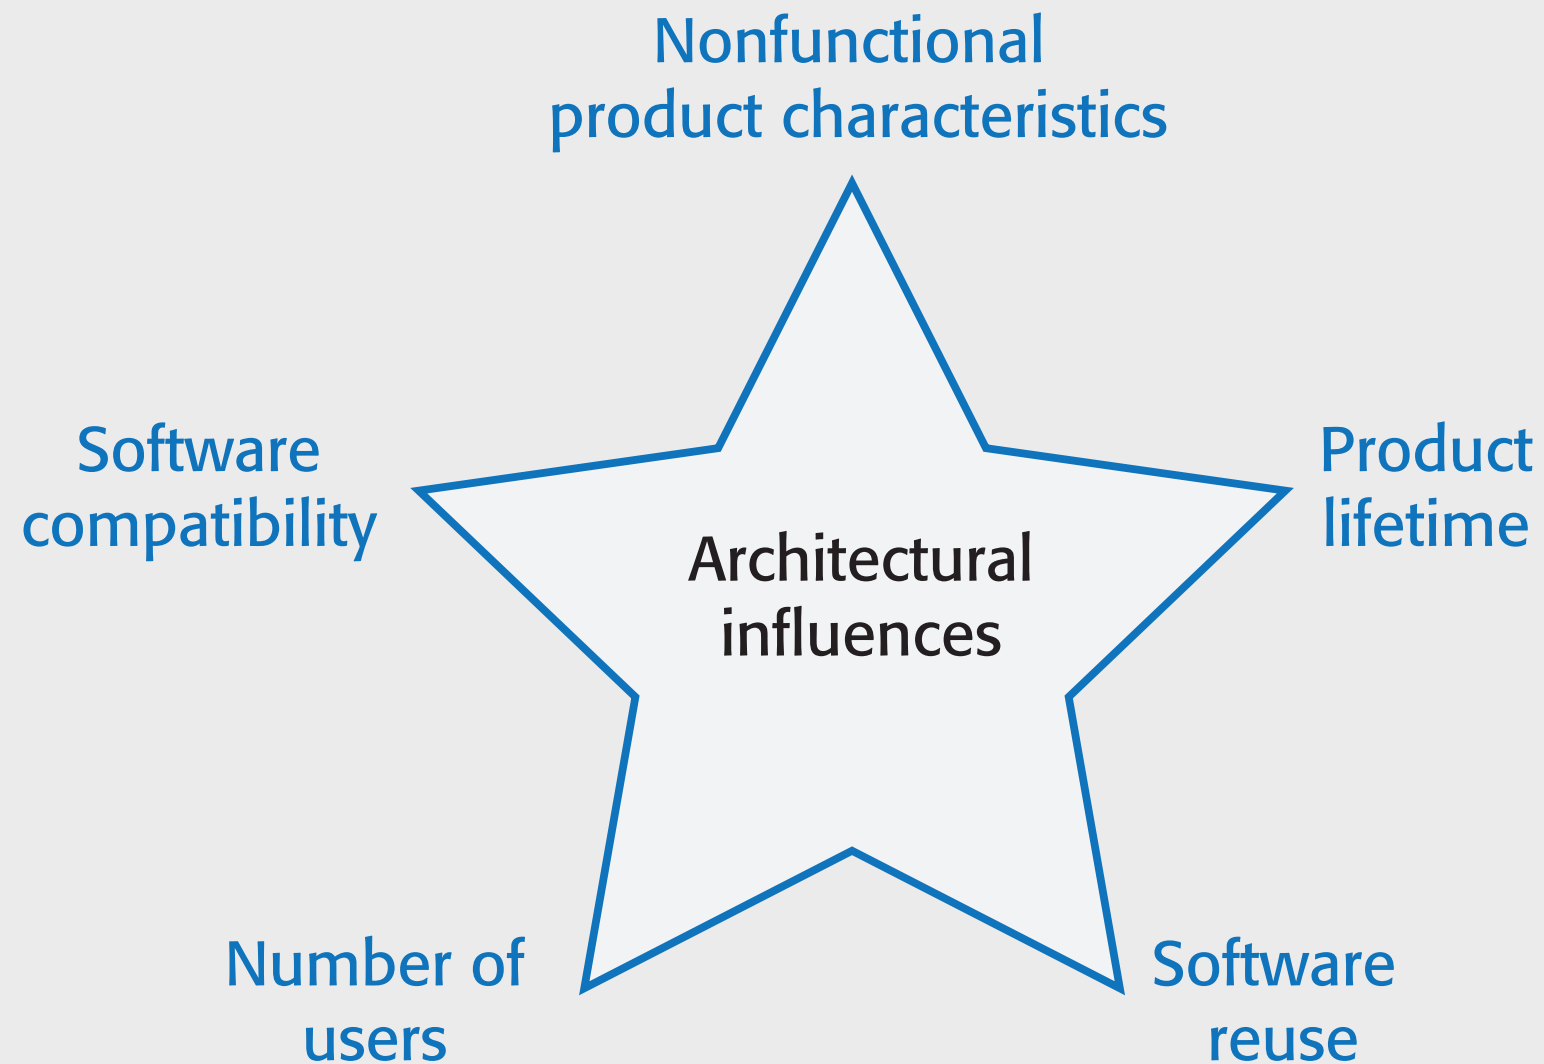 Nonfunctional
product characteristics
Software
compatibility
Product
lifetime
Architectural
influences
Number of
users
Software
reuse